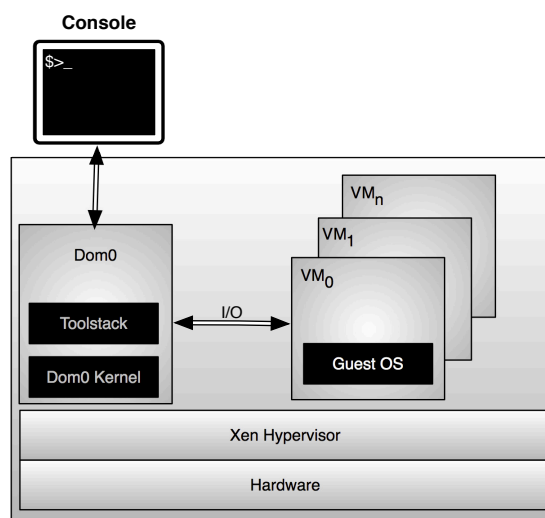 Console
$>_
VMn
VM1
Dom0
VM0
I/O
Toolstack
Guest OS
Dom0 Kernel
Xen Hypervisor
Hardware